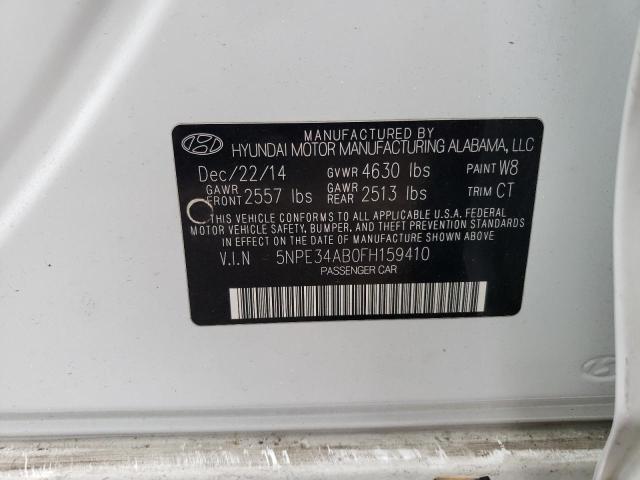 MANUFACTURED BY
HYUNDAI MOTOR MANUFACTURING ALABAMA, LLC
Dec/22/14 GVWR 4630 lbs PAINT W8
GAWR FRONT 2557 lbs GAWR REAR 2513 lbs TRIM CT
THIS VEHICLE CONFORMS TO ALL APPLICABLE U.S.A. FEDERAL
MOTOR VEHICLE SAFETY, BUMPER, AND THEFT PREVENTION
STANDARDS IN EFFECT ON THE DATE OF MANUFACTURE SHOWN ABOVE.
V.I.N 5NPE34AB0FH159410
PASSENGER CAR